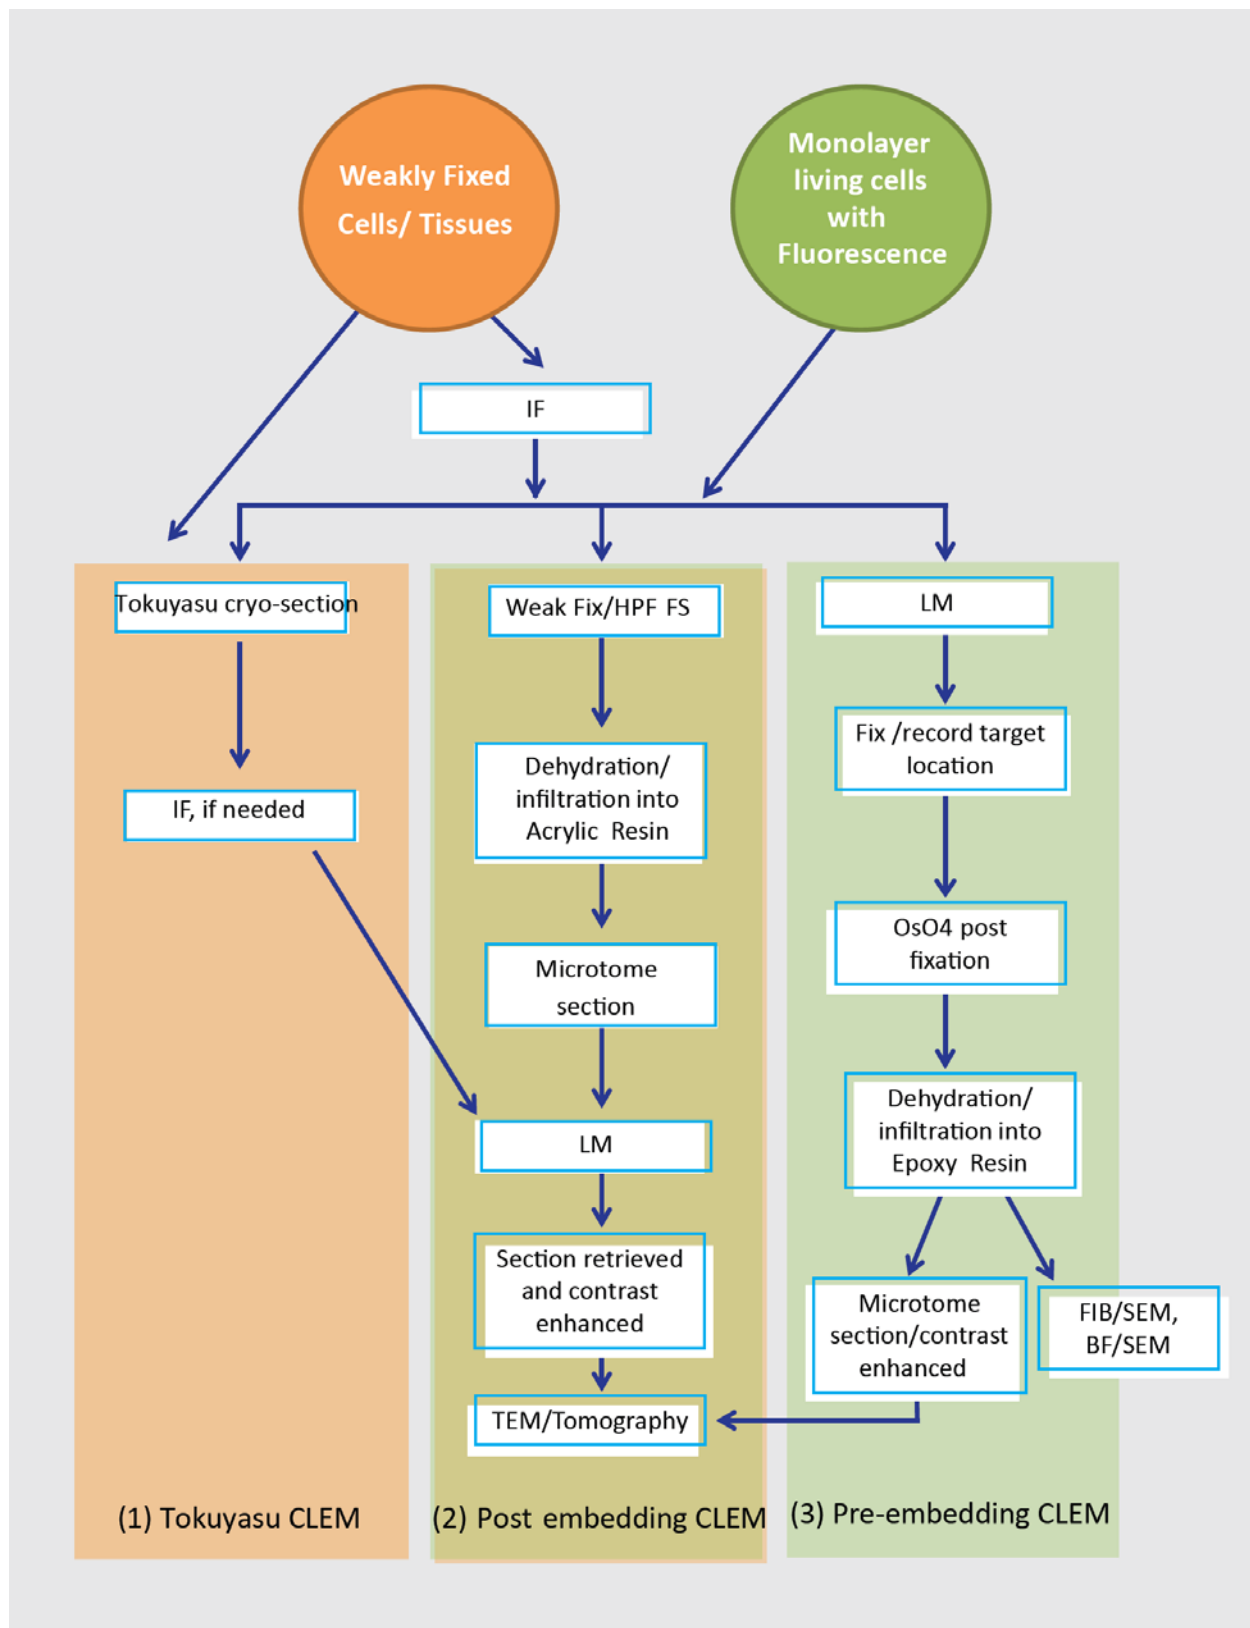 Weakly Fixed
Cells/ Tissues
Monolayer
living cells
with
Fluorescence
IF
Tokuyasu cryo-section
IF, if needed
(1) Tokuyasu CLEM
Weak Fix/HPF FS
Dehydration/
infiltration into
Acrylic Resin
Microtome
section
LM
Section retrieved
and contrast
enhanced
TEM/Tomography
(2) Post embedding CLEM
LM
Fix /record target
location
OsO4 post
fixation
Dehydration/
infiltration into
Epoxy Resin
Microtome
section/contrast
enhanced
FIB/SEM,
BF/SEM
(3) Pre-embedding CLEM